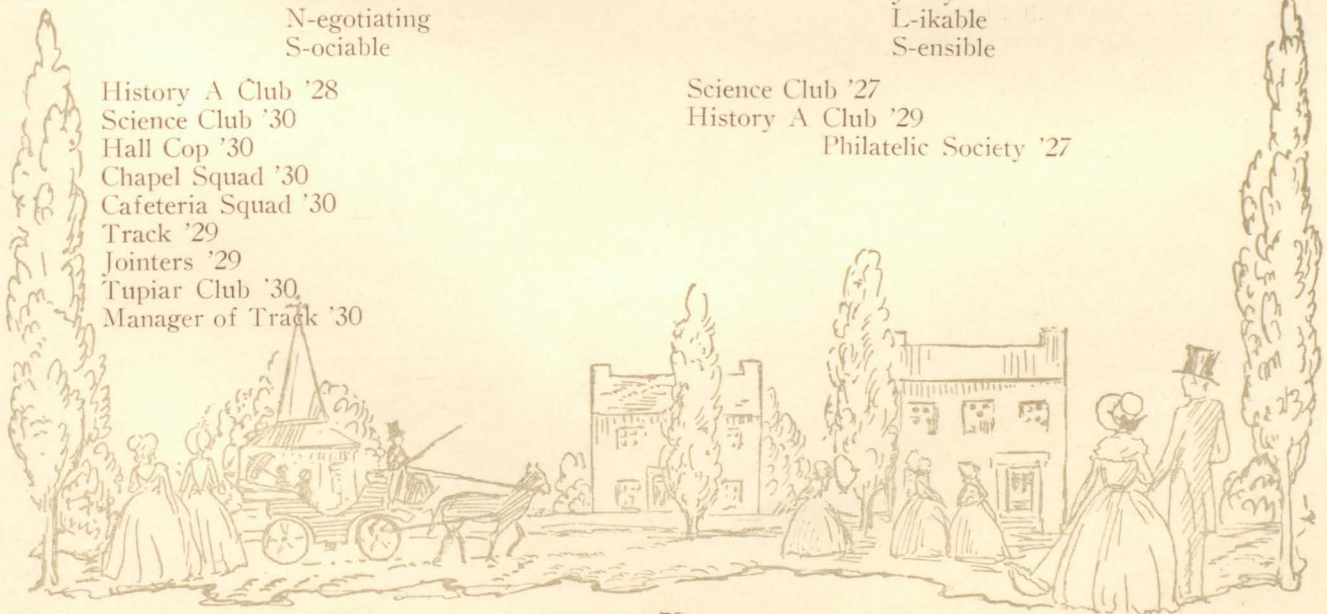 N-egotiating
S-ociable
History A Club '28
Science Club '30
Hall Cop '30
Chapel Squad '30
Cafeteria Squad '30
Track '29
Jointers '29
Tupiar Club '30
Manager of Track '30
L-ikable
S-ensible
Science Club '27
History A Club '29
Philatelic Society '27